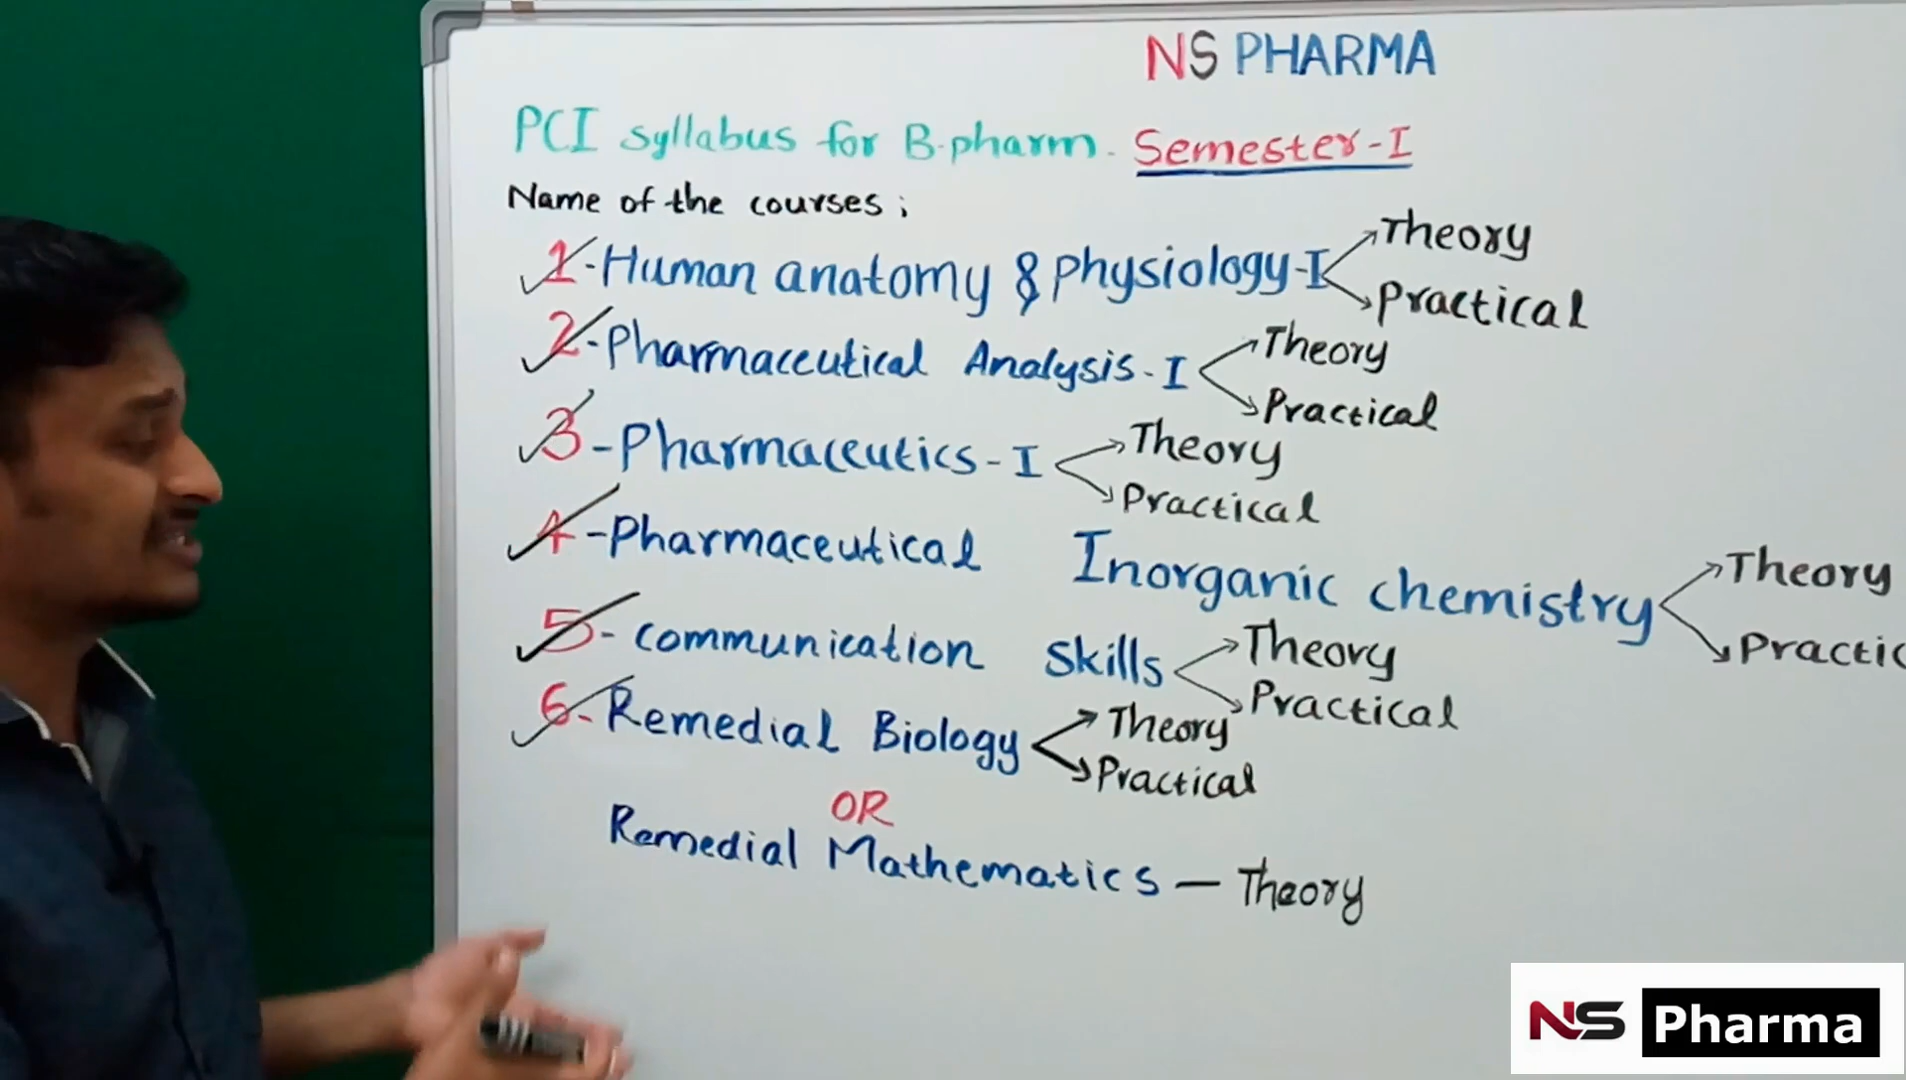 NS PHARMA
PCI syllabus for B.pharm. Semester-I
Name of the courses;
1-Human anatomy & physiology-I
Theory
Practical
2-Pharmaceutical Analysis-I
Theory
Practical
3-Pharmaceutics-I
Theory
Practical
4-Pharmaceutical Inorganic chemistry
Theory
Practic
5-communication skills
Theory
Practical
6-Remedial Biology
Theory
Practical
OR
Remedial Mathematics — Theory
NS Pharma